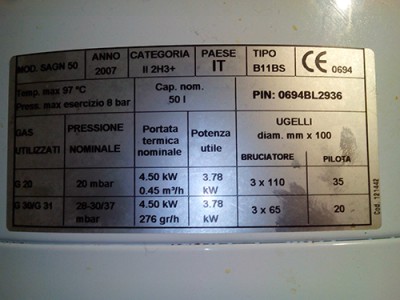 MOD. SAGN 50 ANNO 2007 CATEGORIA II 2H3+ PAESE IT TIPO B11BS CE 0694
Temp. max 97 °C
Press. max esercizio 8 bar
Cap. nom.
50 l
PIN: 0694BL2936
GAS UTILIZZATI
PRESSIONE NOMINALE
Portata termica nominale
Potenza utile
UGELLI
diam. mm x 100
BRUCIATORE PILOTA
G 20 20 mbar 4.50 kW 0.45 m³/h 3.78 kW 3 x 110 35
G 30/G 31 28-30/37 mbar 4.50 kW 276 gr/h 3.78 kW 3 x 65 20
Cod. 181442